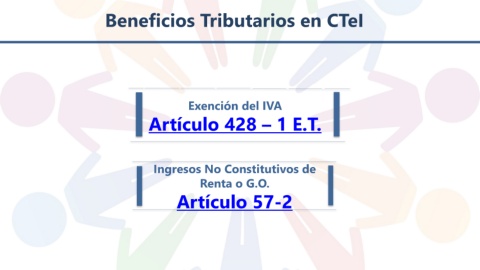 Beneficios Tributarios en CTeI
Exención del IVA
Artículo 428 – 1 E.T.
Ingresos No Constitutivos de
Renta o G.O.
Artículo 57-2